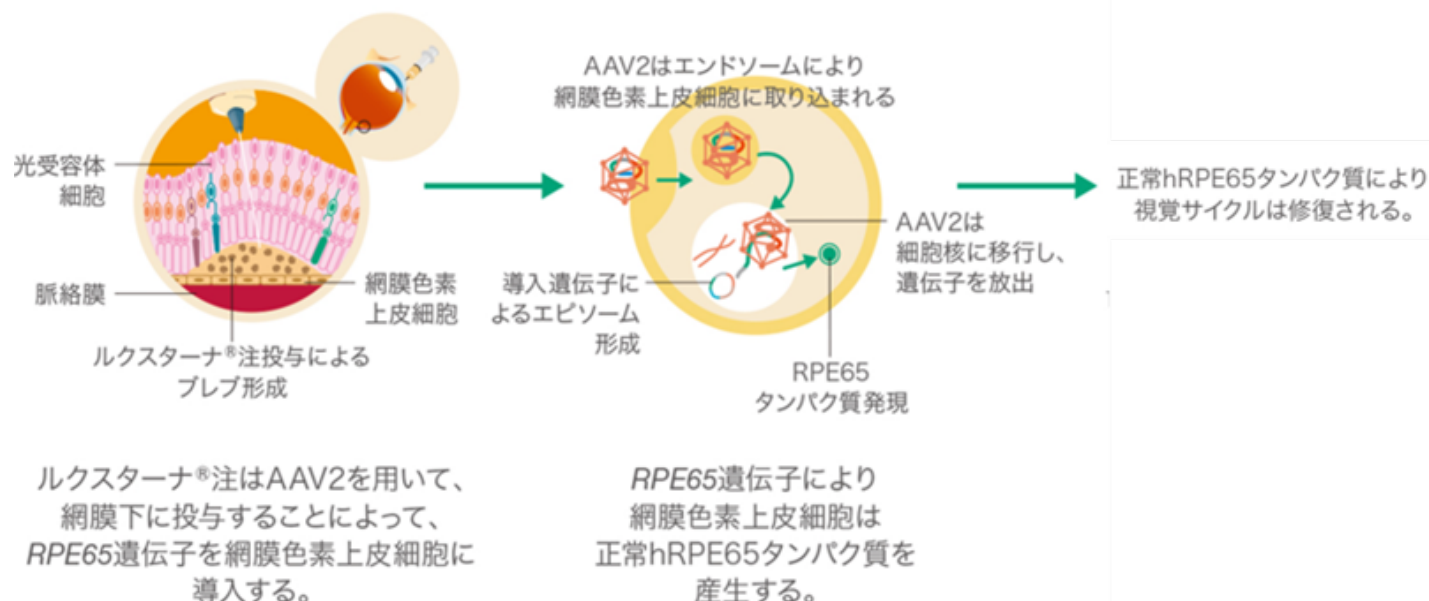 光受容体
細胞
脈絡膜
網膜色素
上皮細胞
ルクスターナ®注投与による
ブレブ形成
ルクスターナ®注はAAV2を用いて、
網膜下に投与することによって、
RPE65遺伝子を網膜色素上皮細胞に
導入する。
AAV2はエンドソームにより
網膜色素上皮細胞に取り込まれる
AAV2は
細胞核に移行し、
遺伝子を放出
導入遺伝子に
よるエピソーム
形成
RPE65
タンパク質発現
RPE65遺伝子により
網膜色素上皮細胞は
正常hRPE65タンパク質を
産生する。
正常hRPE65タンパク質により
視覚サイクルは修復される。